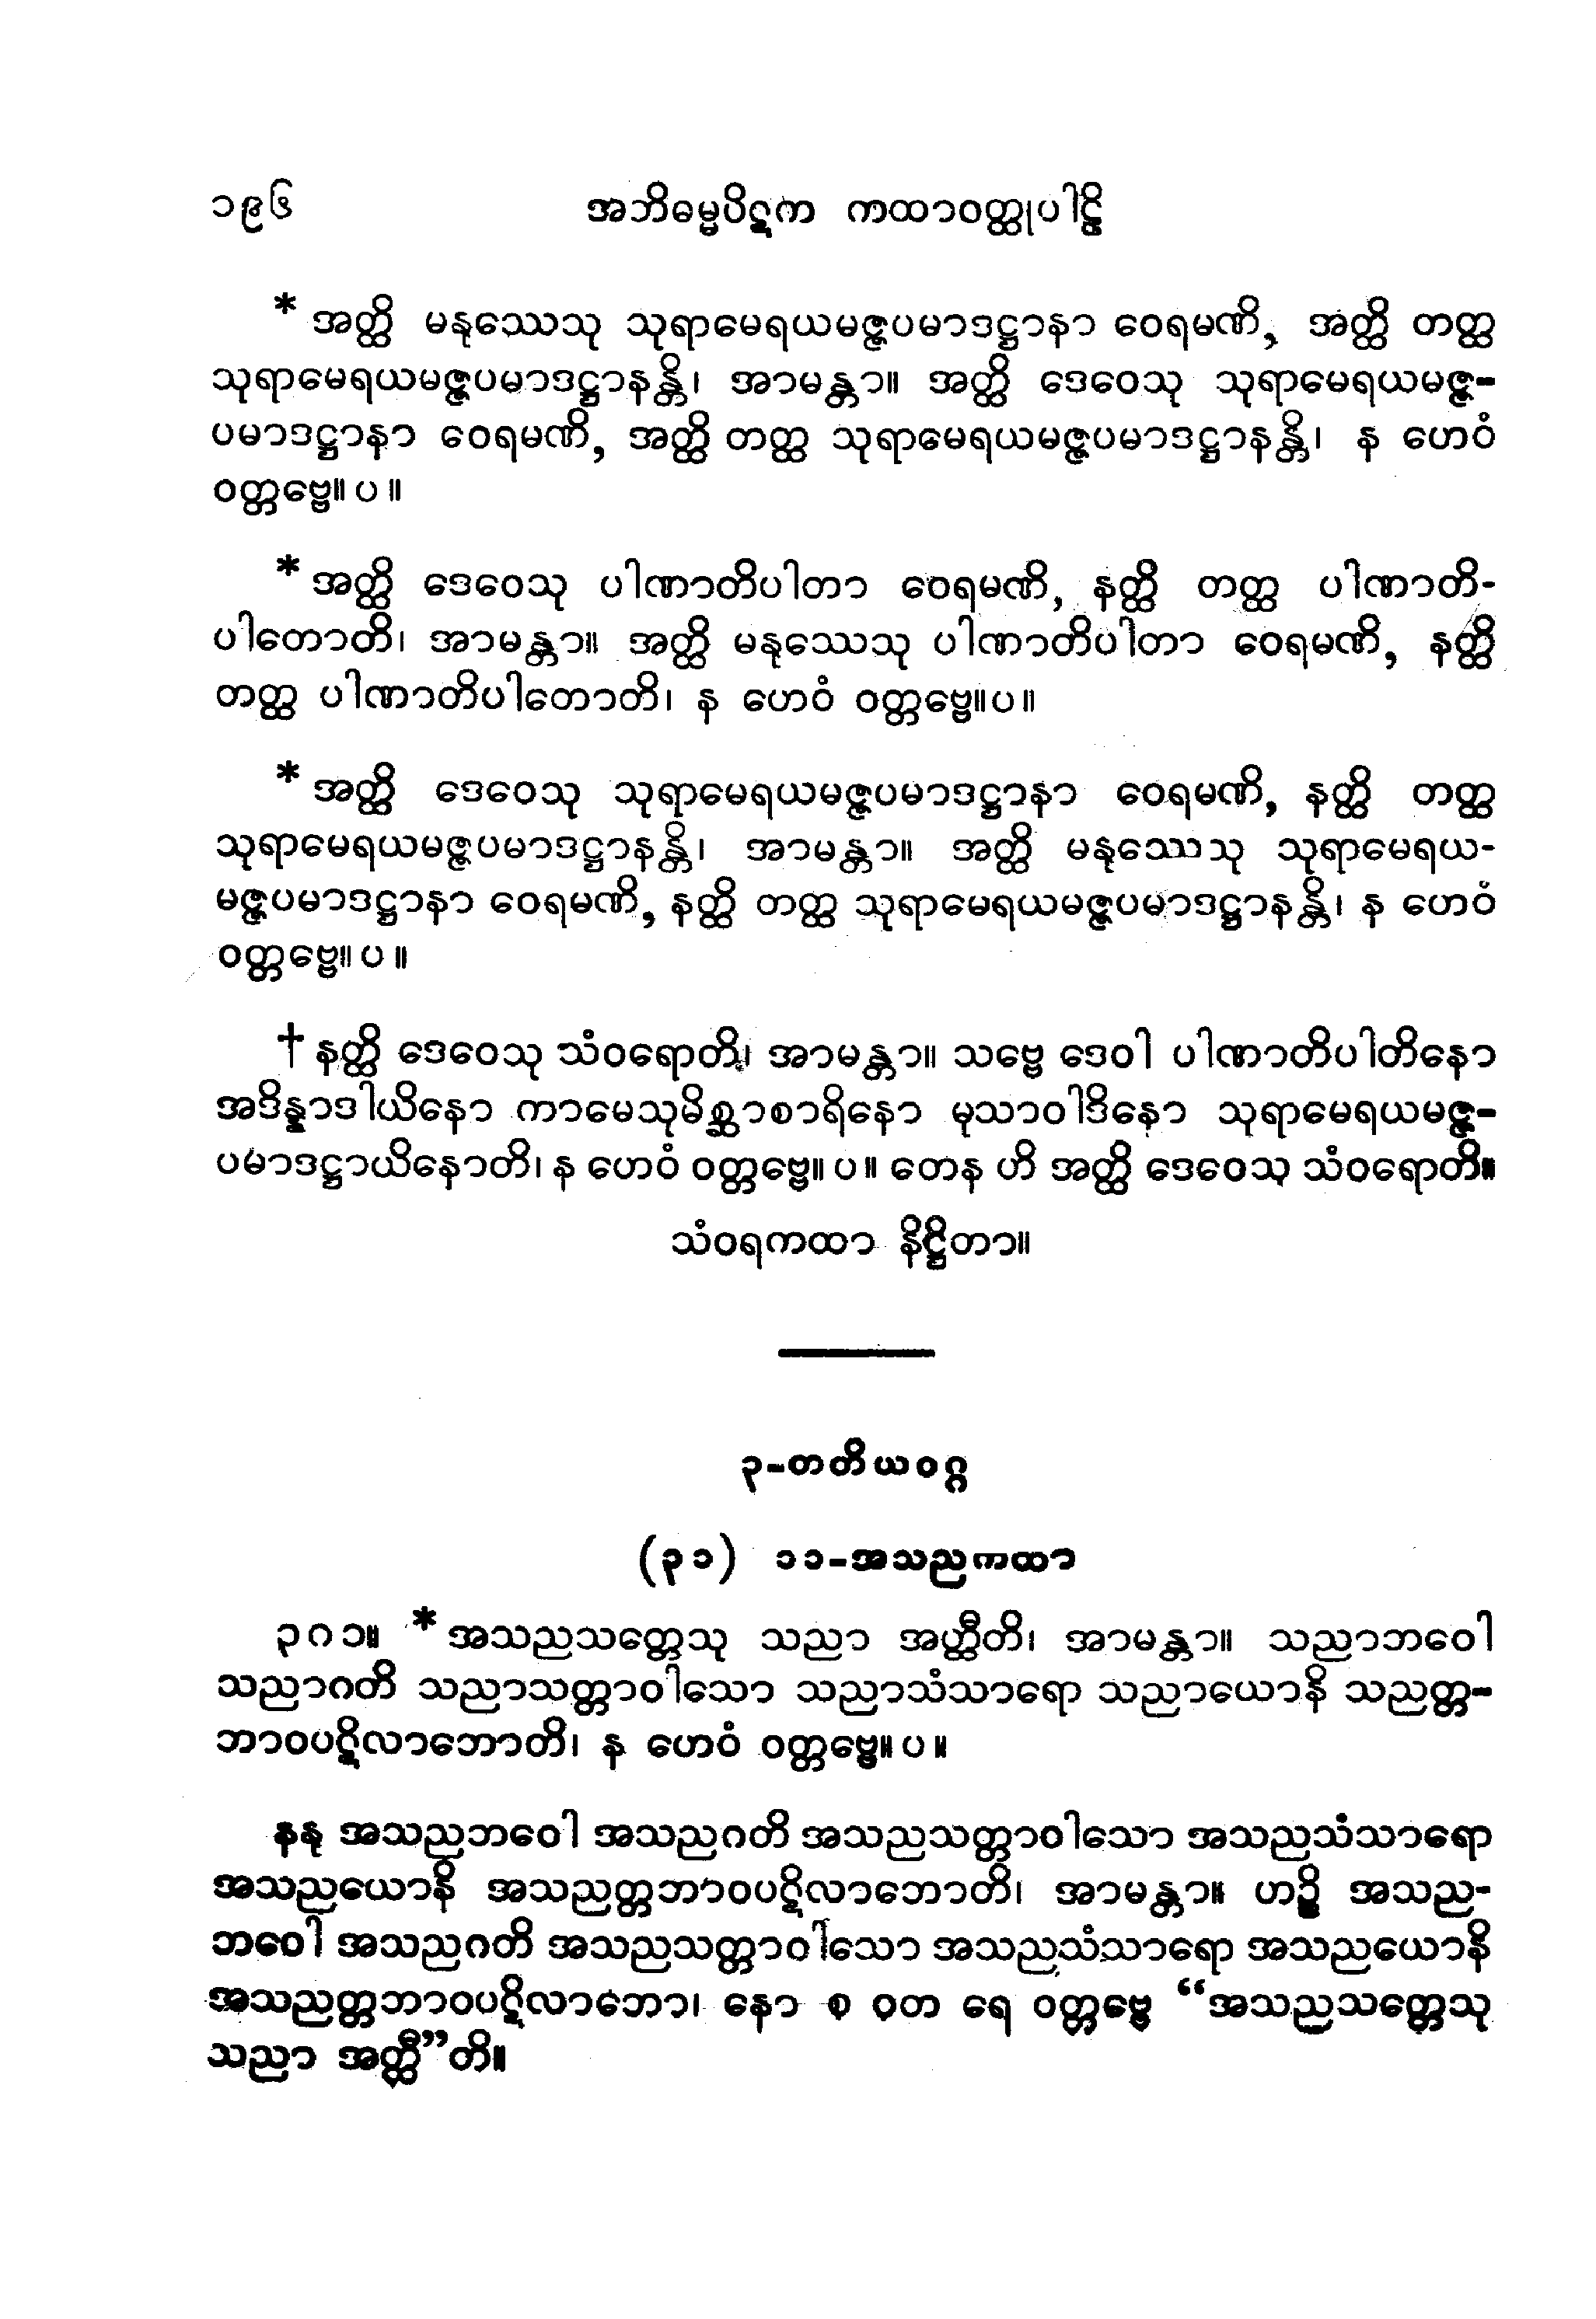 ၁၉၆ အဘိဓမ္မပိဋက ကထာဝတ္ထုပါဠိ
* အတ္ထိ မနုဿေသု သုရာမေရယမဇ္ဇပမာဒဋ္ဌာနာ ဝေရမဏိ, အတ္ထိ တတ္ထ
သုရာမေရယမဇ္ဇပမာဒဋ္ဌာနန္တိ၊ အာမန္တာ။ အတ္ထိ ဒေဝေသု သုရာမေရယမဇ္ဇ-
ပမာဒဋ္ဌာနာ ဝေရမဏိ, အတ္ထိ တတ္ထ သုရာမေရယမဇ္ဇပမာဒဋ္ဌာနန္တိ၊ န ဟေဝံ
ဝတ္တဗ္ဗေ။ ပ ။
* အတ္ထိ ဒေဝေသု ပါဏာတိပါတာ ဝေရမဏိ, နတ္ထိ တတ္ထ ပါဏာတိ-
ပါတောတိ၊ အာမန္တာ။ အတ္ထိ မနုဿေသု ပါဏာတိပါတာ ဝေရမဏိ, နတ္ထိ
တတ္ထ ပါဏာတိပါတောတိ၊ န ဟေဝံ ဝတ္တဗ္ဗေ။ပ။
* အတ္ထိ ဒေဝေသု သုရာမေရယမဇ္ဇပမာဒဋ္ဌာနာ ဝေရမဏိ, နတ္ထိ တတ္ထ
သုရာမေရယမဇ္ဇပမာဒဋ္ဌာနန္တိ၊ အာမန္တာ။ အတ္ထိ မနုဿေသု သုရာမေရယ-
မဇ္ဇပမာဒဋ္ဌာနာ ဝေရမဏိ, နတ္ထိ တတ္ထ သုရာမေရယမဇ္ဇပမာဒဋ္ဌာနန္တိ၊ န ဟေဝံ
ဝတ္တဗ္ဗေ။ ပ ။
† နတ္ထိ ဒေဝေသု သံဝရောတိ၊ အာမန္တာ။ သဗ္ဗေ ဒေဝါ ပါဏာတိပါတိနော
အဒိန္နာဒါယိနော ကာမေသုမိစ္ဆာစာရိနော မုသာဝါဒိနော သုရာမေရယမဇ္ဇ-
ပမာဒဋ္ဌာယိနောတိ၊ န ဟေဝံ ဝတ္တဗ္ဗေ။ ပ ။ တေန ဟိ အတ္ထိ ဒေဝေသု သံဝရောတိ။
သံဝရကထာ နိဋ္ဌိတာ။
၃-တတိယဝဂ္ဂ
(၃၁) ၁၁-အသညကထာ
၃၈၁။ * အသညသတ္တေသု သညာ အတ္ထီတိ၊ အာမန္တာ။ သညာဘဝေါ
သညာဂတိ သညာသတ္တာဝါသော သညာသံသာရော သညာယောနိ သညတ္တ-
ဘာဝပဋိလာဘောတိ၊ န ဟေဝံ ဝတ္တဗ္ဗေ။ ပ ။
နနု အသညဘဝေါ အသညဂတိ အသညသတ္တာဝါသော အသညသံသာရော
အသညယောနိ အသညတ္တဘာဝပဋိလာဘောတိ၊ အာမန္တာ။ ဟဉ္စိ အသည-
ဘဝေါ အသညဂတိ အသညသတ္တာဝါသော အသညသံသာရော အသညယောနိ
အသညတ္တဘာဝပဋိလာဘော၊ နော စ ဝတ ရေ ဝတ္တဗ္ဗေ “အသညသတ္တေသု
သညာ အတ္ထီ”တိ။